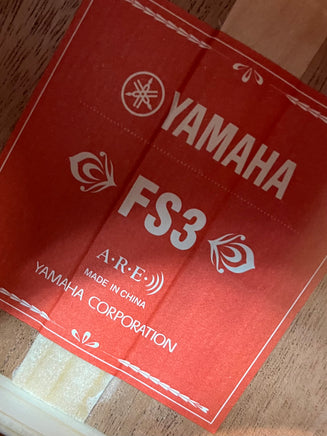 YAMAHA
FS3
A·R·E
MADE IN CHINA
YAMAHA CORPORATION